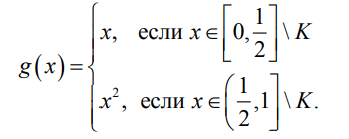 g(x) = { x, если x ∈ [0, 1/2] \ K
x², если x ∈ (1/2, 1] \ K.